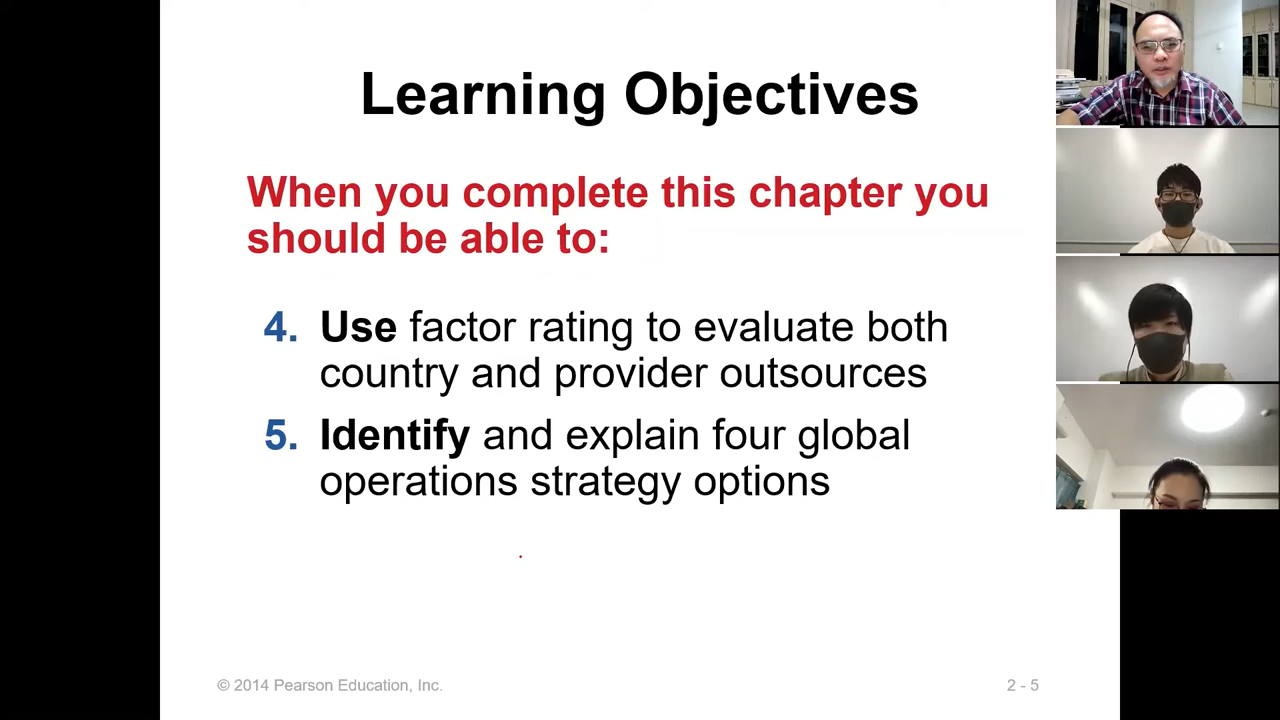 Learning Objectives
When you complete this chapter you
should be able to:
4. Use factor rating to evaluate both
country and provider outsources
5. Identify and explain four global
operations strategy options
© 2014 Pearson Education, Inc.
2 - 5